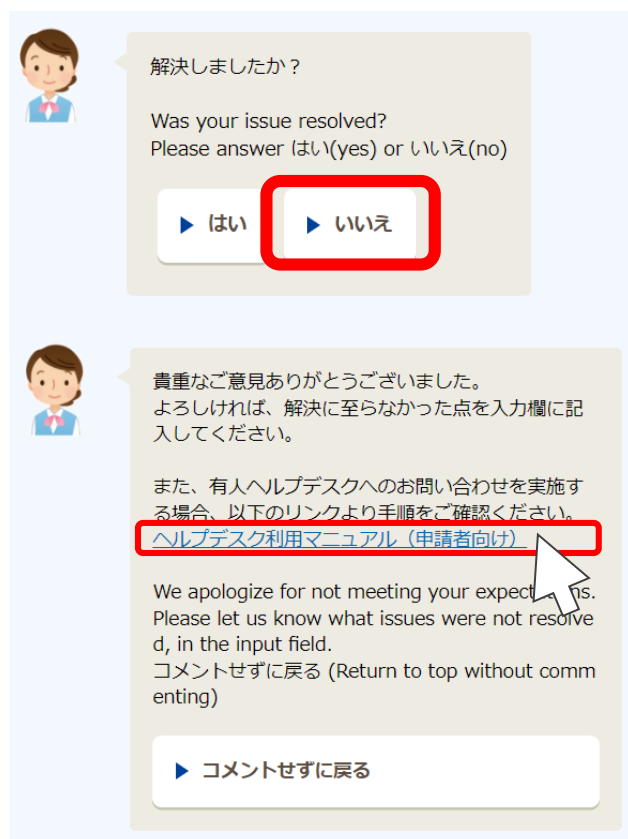 解決しましたか？
Was your issue resolved?
Please answer はい(yes) or いいえ(no)
はい
いいえ
貴重なご意見ありがとうございました。
よろしければ、解決に至らなかった点を入力欄に記
入してください。
また、有人ヘルプデスクへのお問い合わせを実施す
る場合、以下のリンクより手順をご確認ください。
ヘルプデスク利用マニュアル（申請者向け）
We apologize for not meeting your expectations.
Please let us know what issues were not resolve
d, in the input field.
コメントせずに戻る (Return to top without comm
enting)
コメントせずに戻る